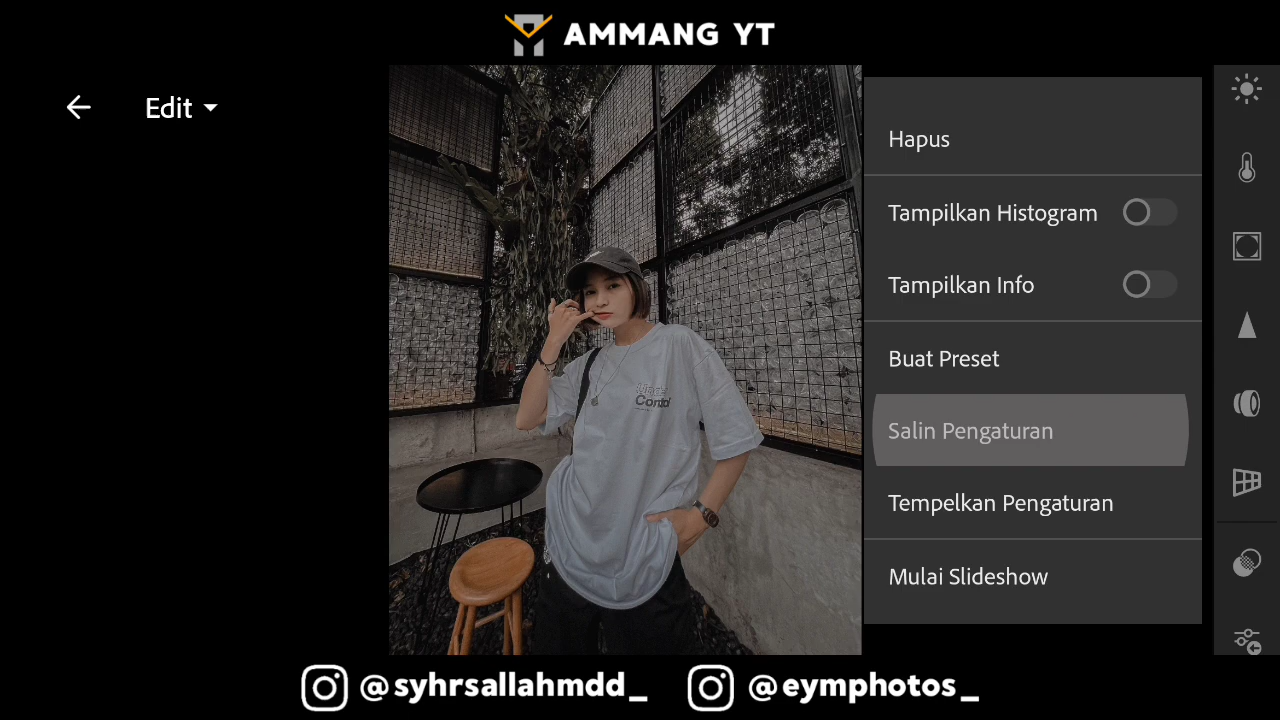 AMMANG YT
Edit
Hapus
Tampilkan Histogram
Tampilkan Info
Buat Preset
Salin Pengaturan
Tempelkan Pengaturan
Mulai Slideshow
@syhrsallahmdd_ @eymphotos_